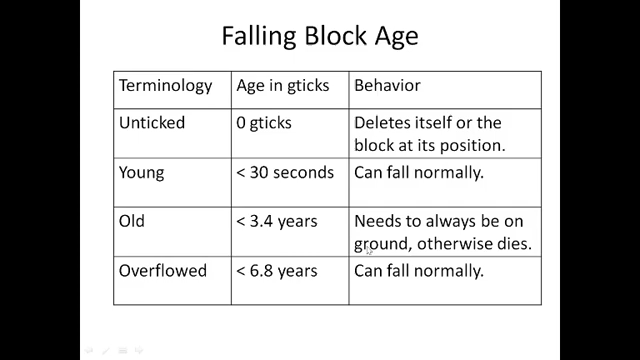 Falling Block Age
Terminology Age in gticks Behavior
Unticked 0 gticks Deletes itself or the
block at its position.
Young < 30 seconds Can fall normally.
Old < 3.4 years Needs to always be on
ground, otherwise dies.
Overflowed < 6.8 years Can fall normally.